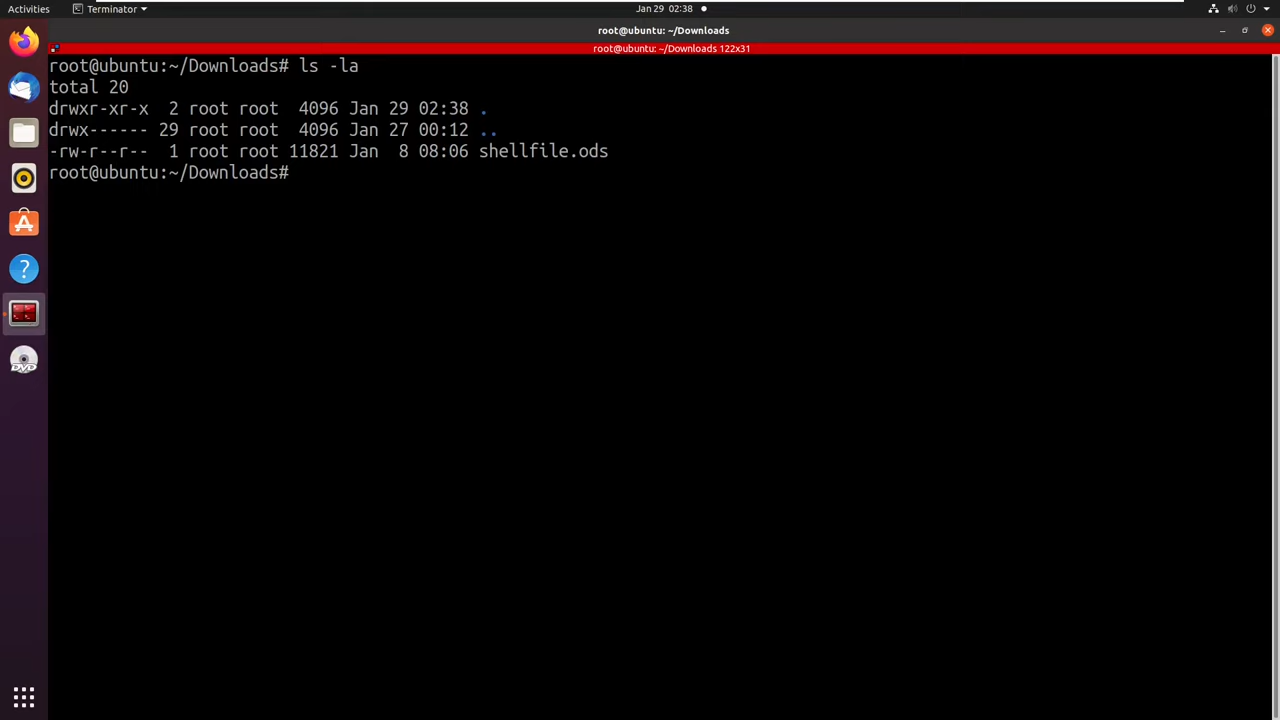 Activities Terminator Jan 29 02:38
root@ubuntu: ~/Downloads
root@ubuntu: ~/Downloads 122x31
root@ubuntu:~/Downloads# ls -la
total 20
drwxr-xr-x  2 root root  4096 Jan 29 02:38 .
drwx------ 29 root root  4096 Jan 27 00:12 ..
-rw-r--r--  1 root root 11821 Jan  8 08:06 shellfile.ods
root@ubuntu:~/Downloads#
DVD